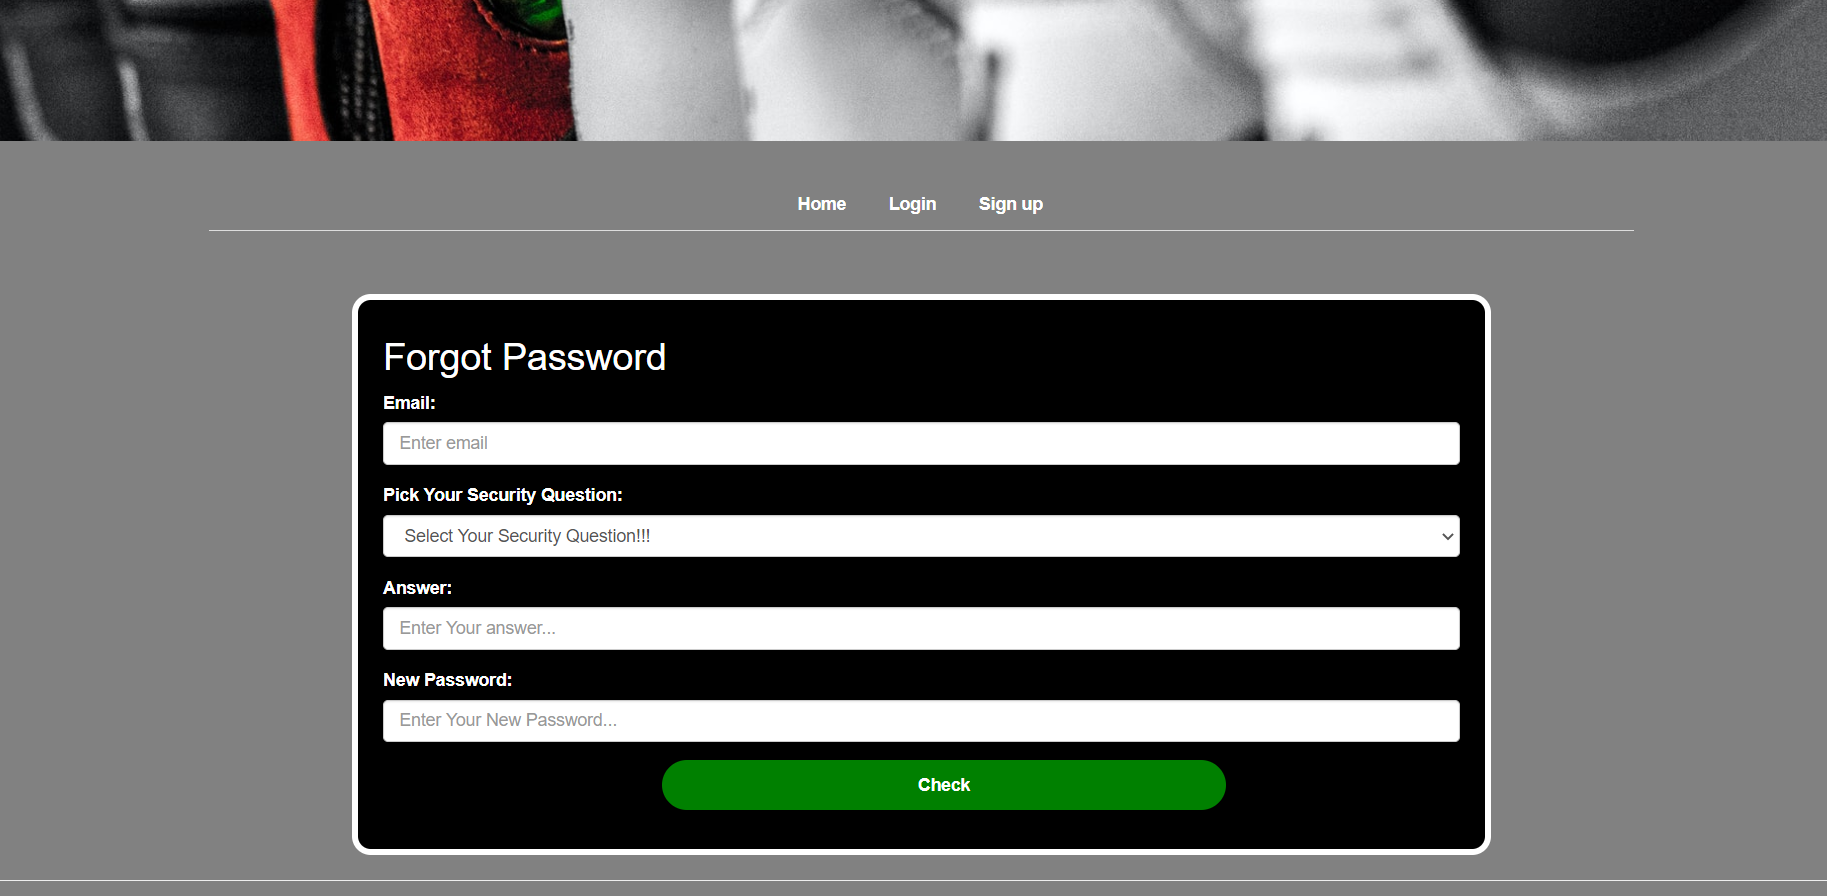 Home Login Sign up
Forgot Password
Email:
Enter email
Pick Your Security Question:
Select Your Security Question!!!
Answer:
Enter Your answer...
New Password:
Enter Your New Password...
Check